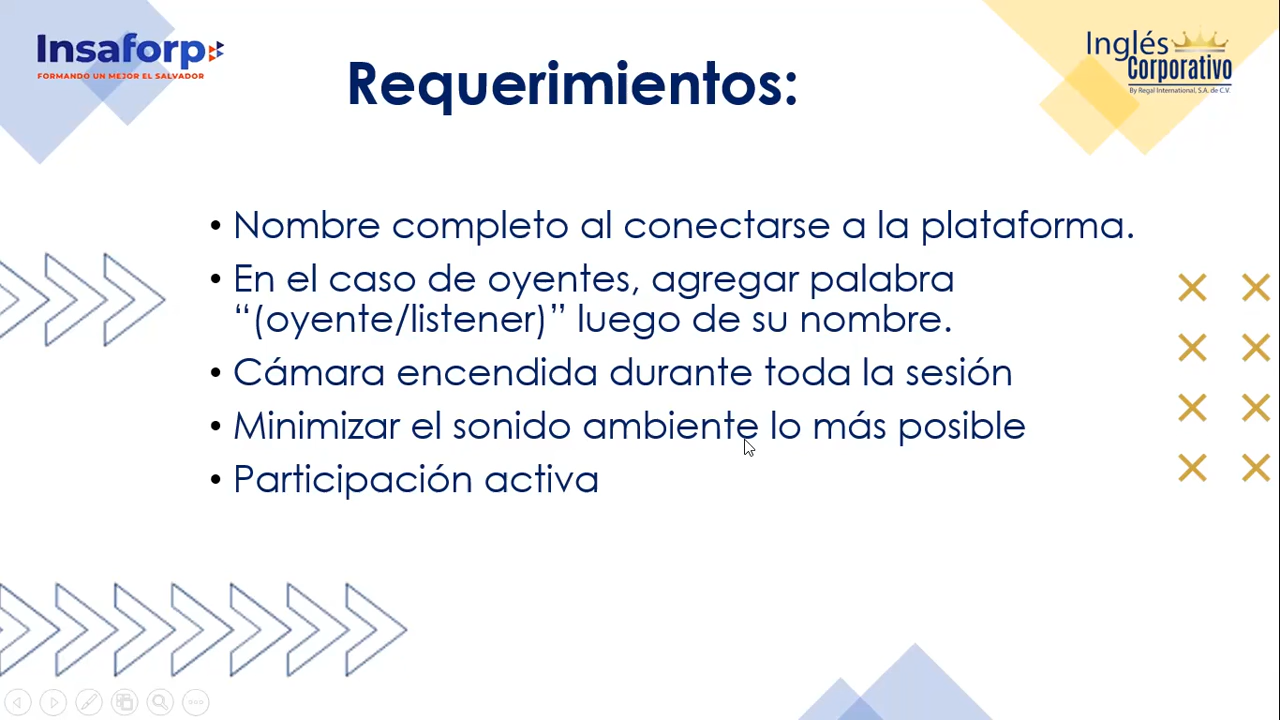 Insaforp
FORMANDO UN MEJOR EL SALVADOR
Inglés
Corporativo
By Regal International, S.A. de C.V.
Requerimientos:
• Nombre completo al conectarse a la plataforma.
• En el caso de oyentes, agregar palabra
“(oyente/listener)” luego de su nombre.
• Cámara encendida durante toda la sesión
• Minimizar el sonido ambiente lo más posible
• Participación activa